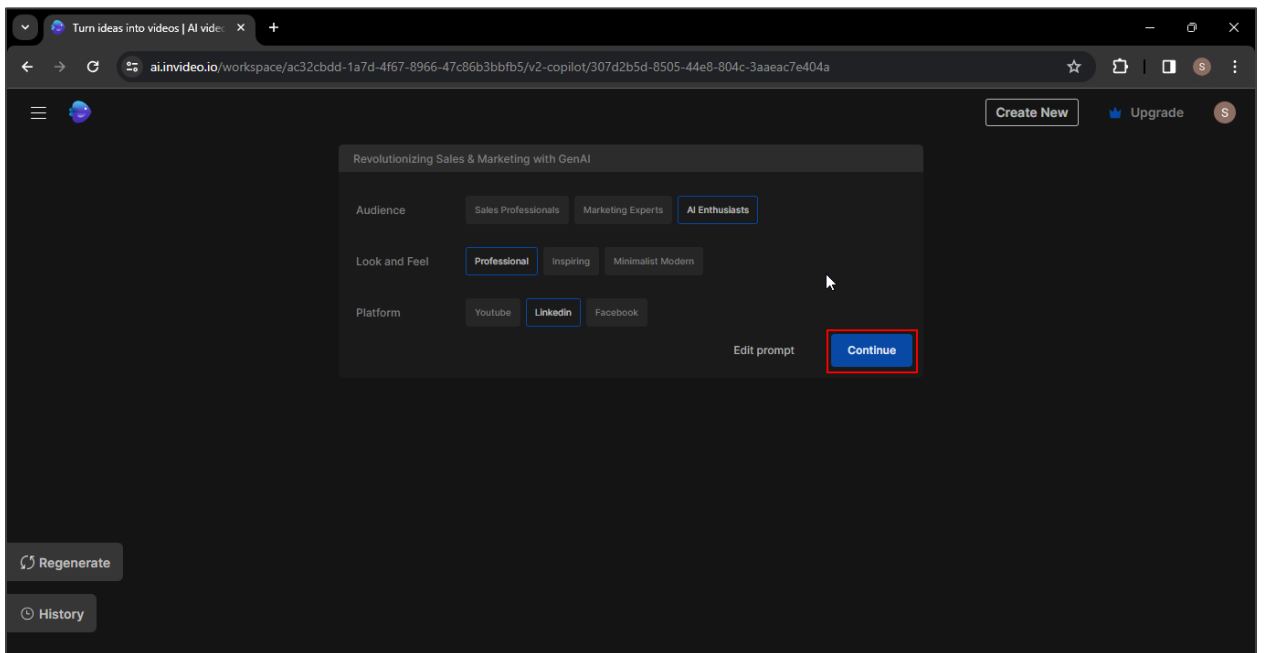 Turn ideas into videos | AI videc
ai.invideo.io/workspace/ac32cbdd-1a7d-4f67-8966-47c86b3bbfb5/v2-copilot/307d2b5d-8505-44e8-804c-3aaeac7e404a
S
Create New
Upgrade
S
Revolutionizing Sales & Marketing with GenAI
Audience Sales Professionals Marketing Experts AI Enthusiasts
Look and Feel Professional Inspiring Minimalist Modern
Platform Youtube Linkedin Facebook
Edit prompt Continue
Regenerate
History